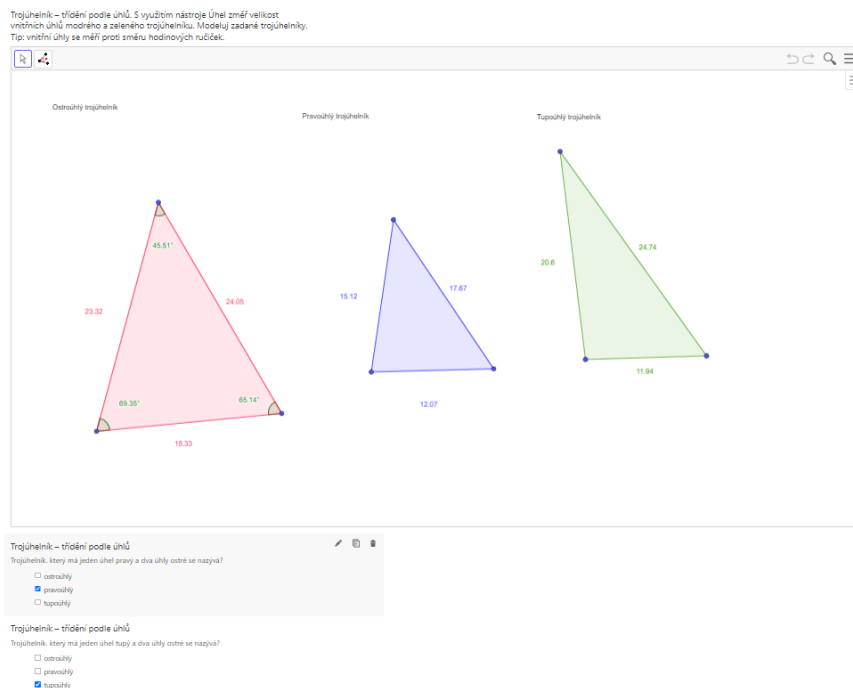 Trojúhelník – třídění podle úhlů. S využitím nástroje Úhel změř velikost
vnitřních úhlů modrého a zeleného trojúhelníku. Modeluj zadané trojúhelníky.
Tip: vnitřní úhly se měří proti směru hodinových ručiček.
Ostroúhlý trojúhelník
Pravoúhlý trojúhelník
Tupoúhlý trojúhelník
45.51°
23.32
24.05
69.35°
65.14°
18.33
15.12
17.67
12.07
20.6
24.74
11.94
Trojúhelník – třídění podle úhlů
Trojúhelník, který má jeden úhel pravý a dva úhly ostré se nazývá?
ostroúhlý
pravoúhlý
tupoúhlý
Trojúhelník – třídění podle úhlů
Trojúhelník, který má jeden úhel tupý a dva úhly ostré se nazývá?
ostroúhlý
pravoúhlý
tupoúhlý